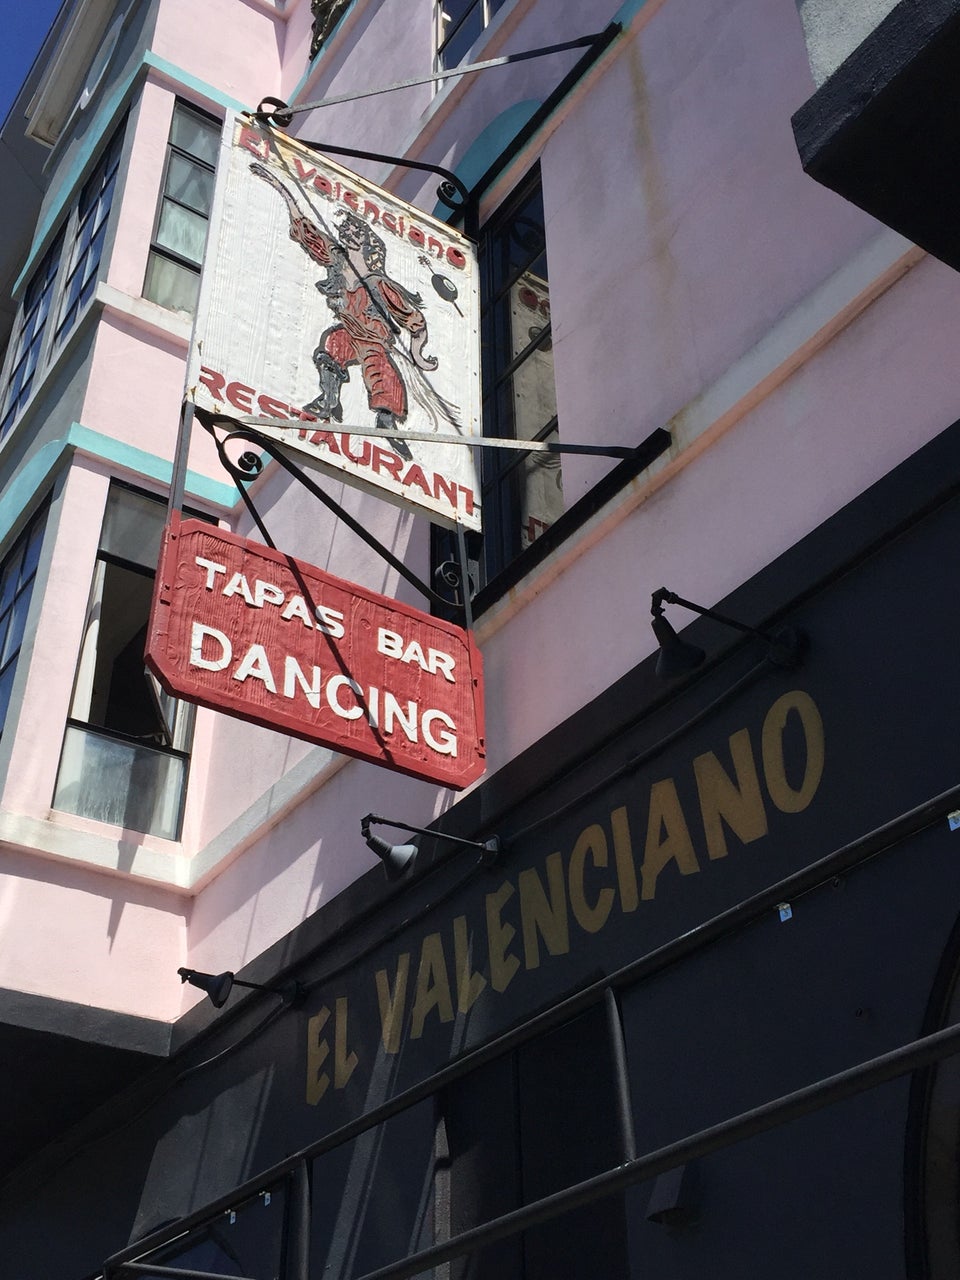 El Valenciano
RESTAURANT
TAPAS BAR
DANCING
EL VALENCIANO